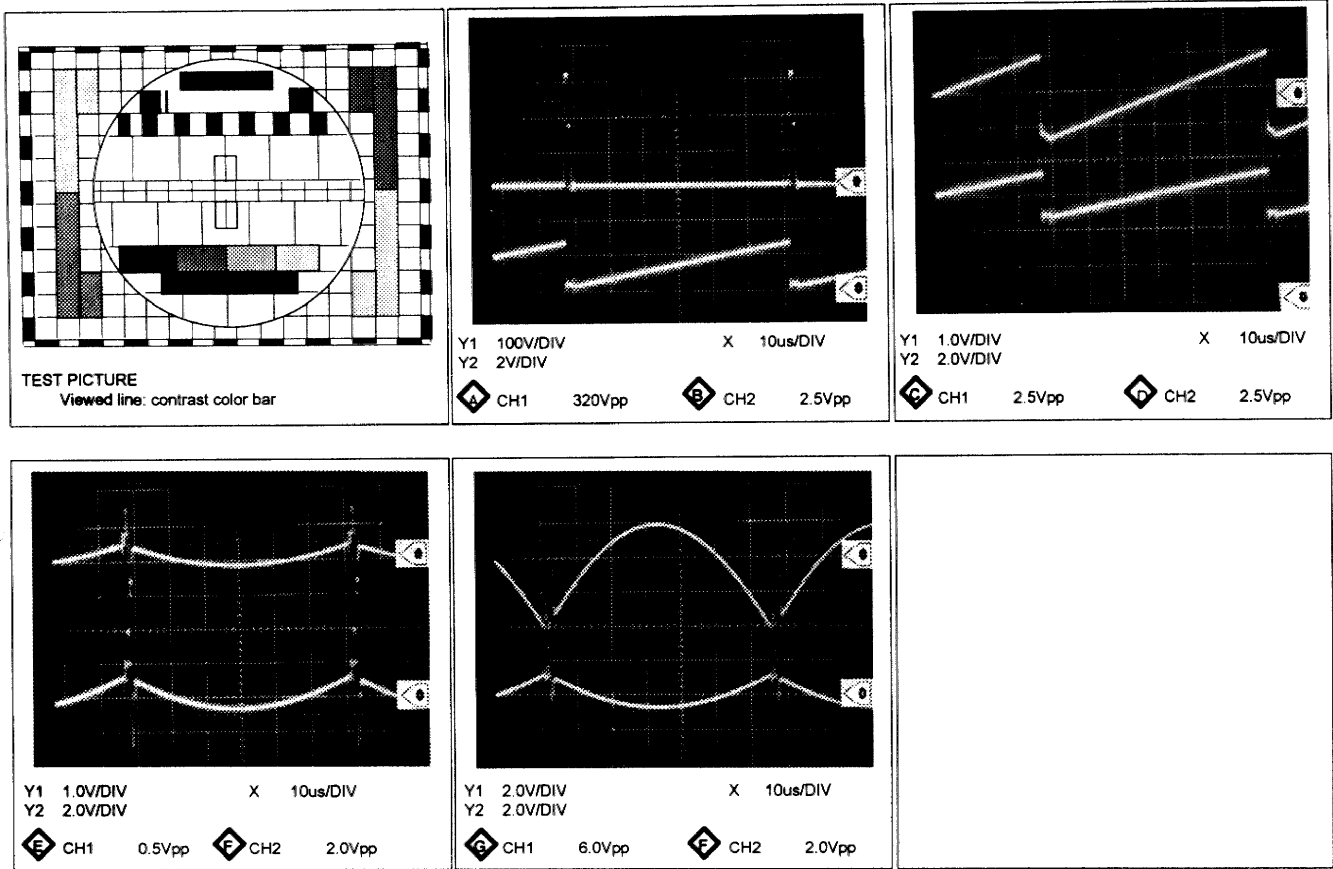 TEST PICTURE
Viewed line: contrast color bar
Y1 100V/DIV X 10us/DIV
Y2 2V/DIV
A CH1 320Vpp B CH2 2.5Vpp
Y1 1.0V/DIV X 10us/DIV
Y2 2.0V/DIV
C CH1 2.5Vpp D CH2 2.5Vpp
Y1 1.0V/DIV X 10us/DIV
Y2 2.0V/DIV
E CH1 0.5Vpp F CH2 2.0Vpp
Y1 2.0V/DIV X 10us/DIV
Y2 2.0V/DIV
G CH1 6.0Vpp F CH2 2.0Vpp